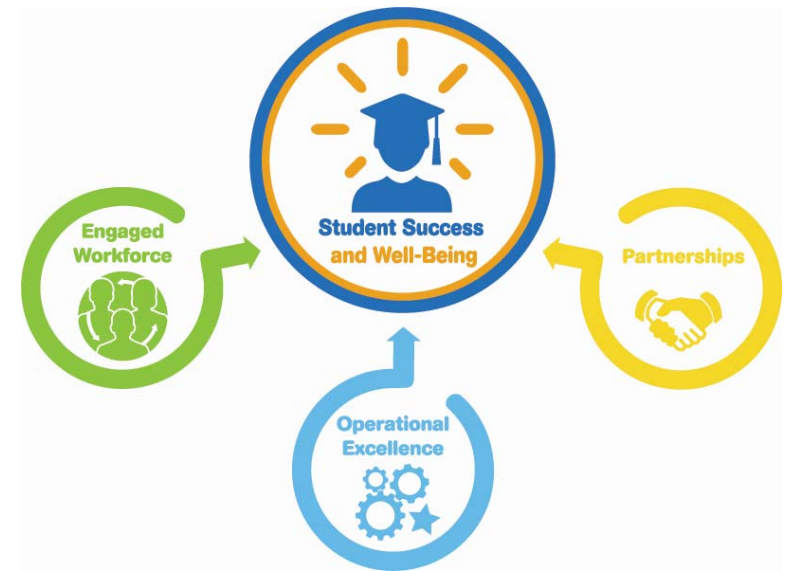 Student Success
and Well-Being
Engaged
Workforce
Partnerships
Operational
Excellence